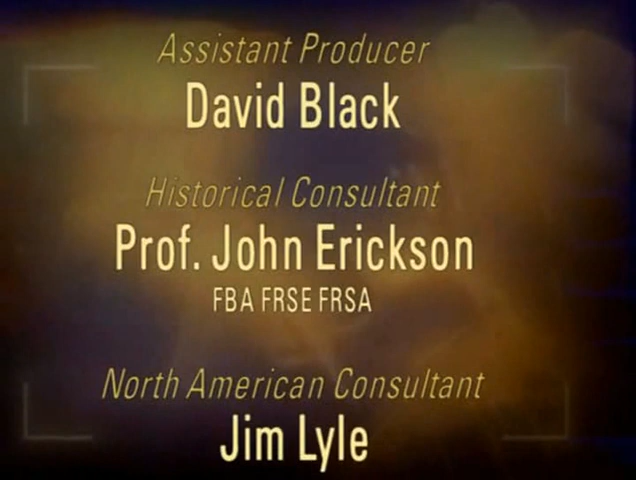 Assistant Producer
David Black
Historical Consultant
Prof. John Erickson
FBA FRSE FRSA
North American Consultant
Jim Lyle